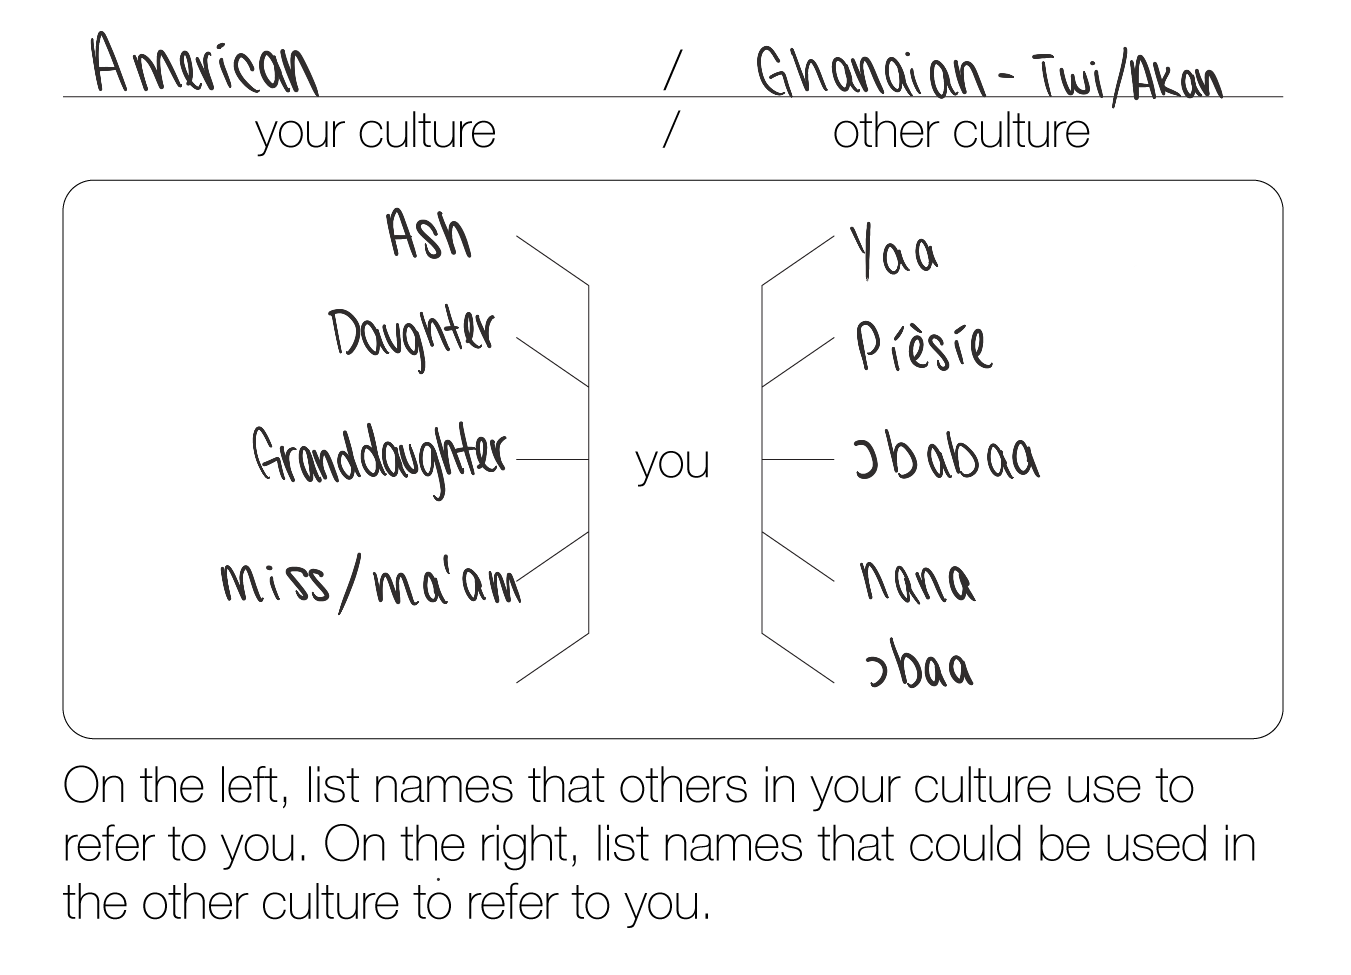 American / Ghanaian - Twi/Akan
your culture / other culture
Ash Yaa
Daughter Píèsíe
Granddaughter you ɔbabaa
miss/ma'am nana
ɔbaa
On the left, list names that others in your culture use to
refer to you. On the right, list names that could be used in
the other culture to refer to you.